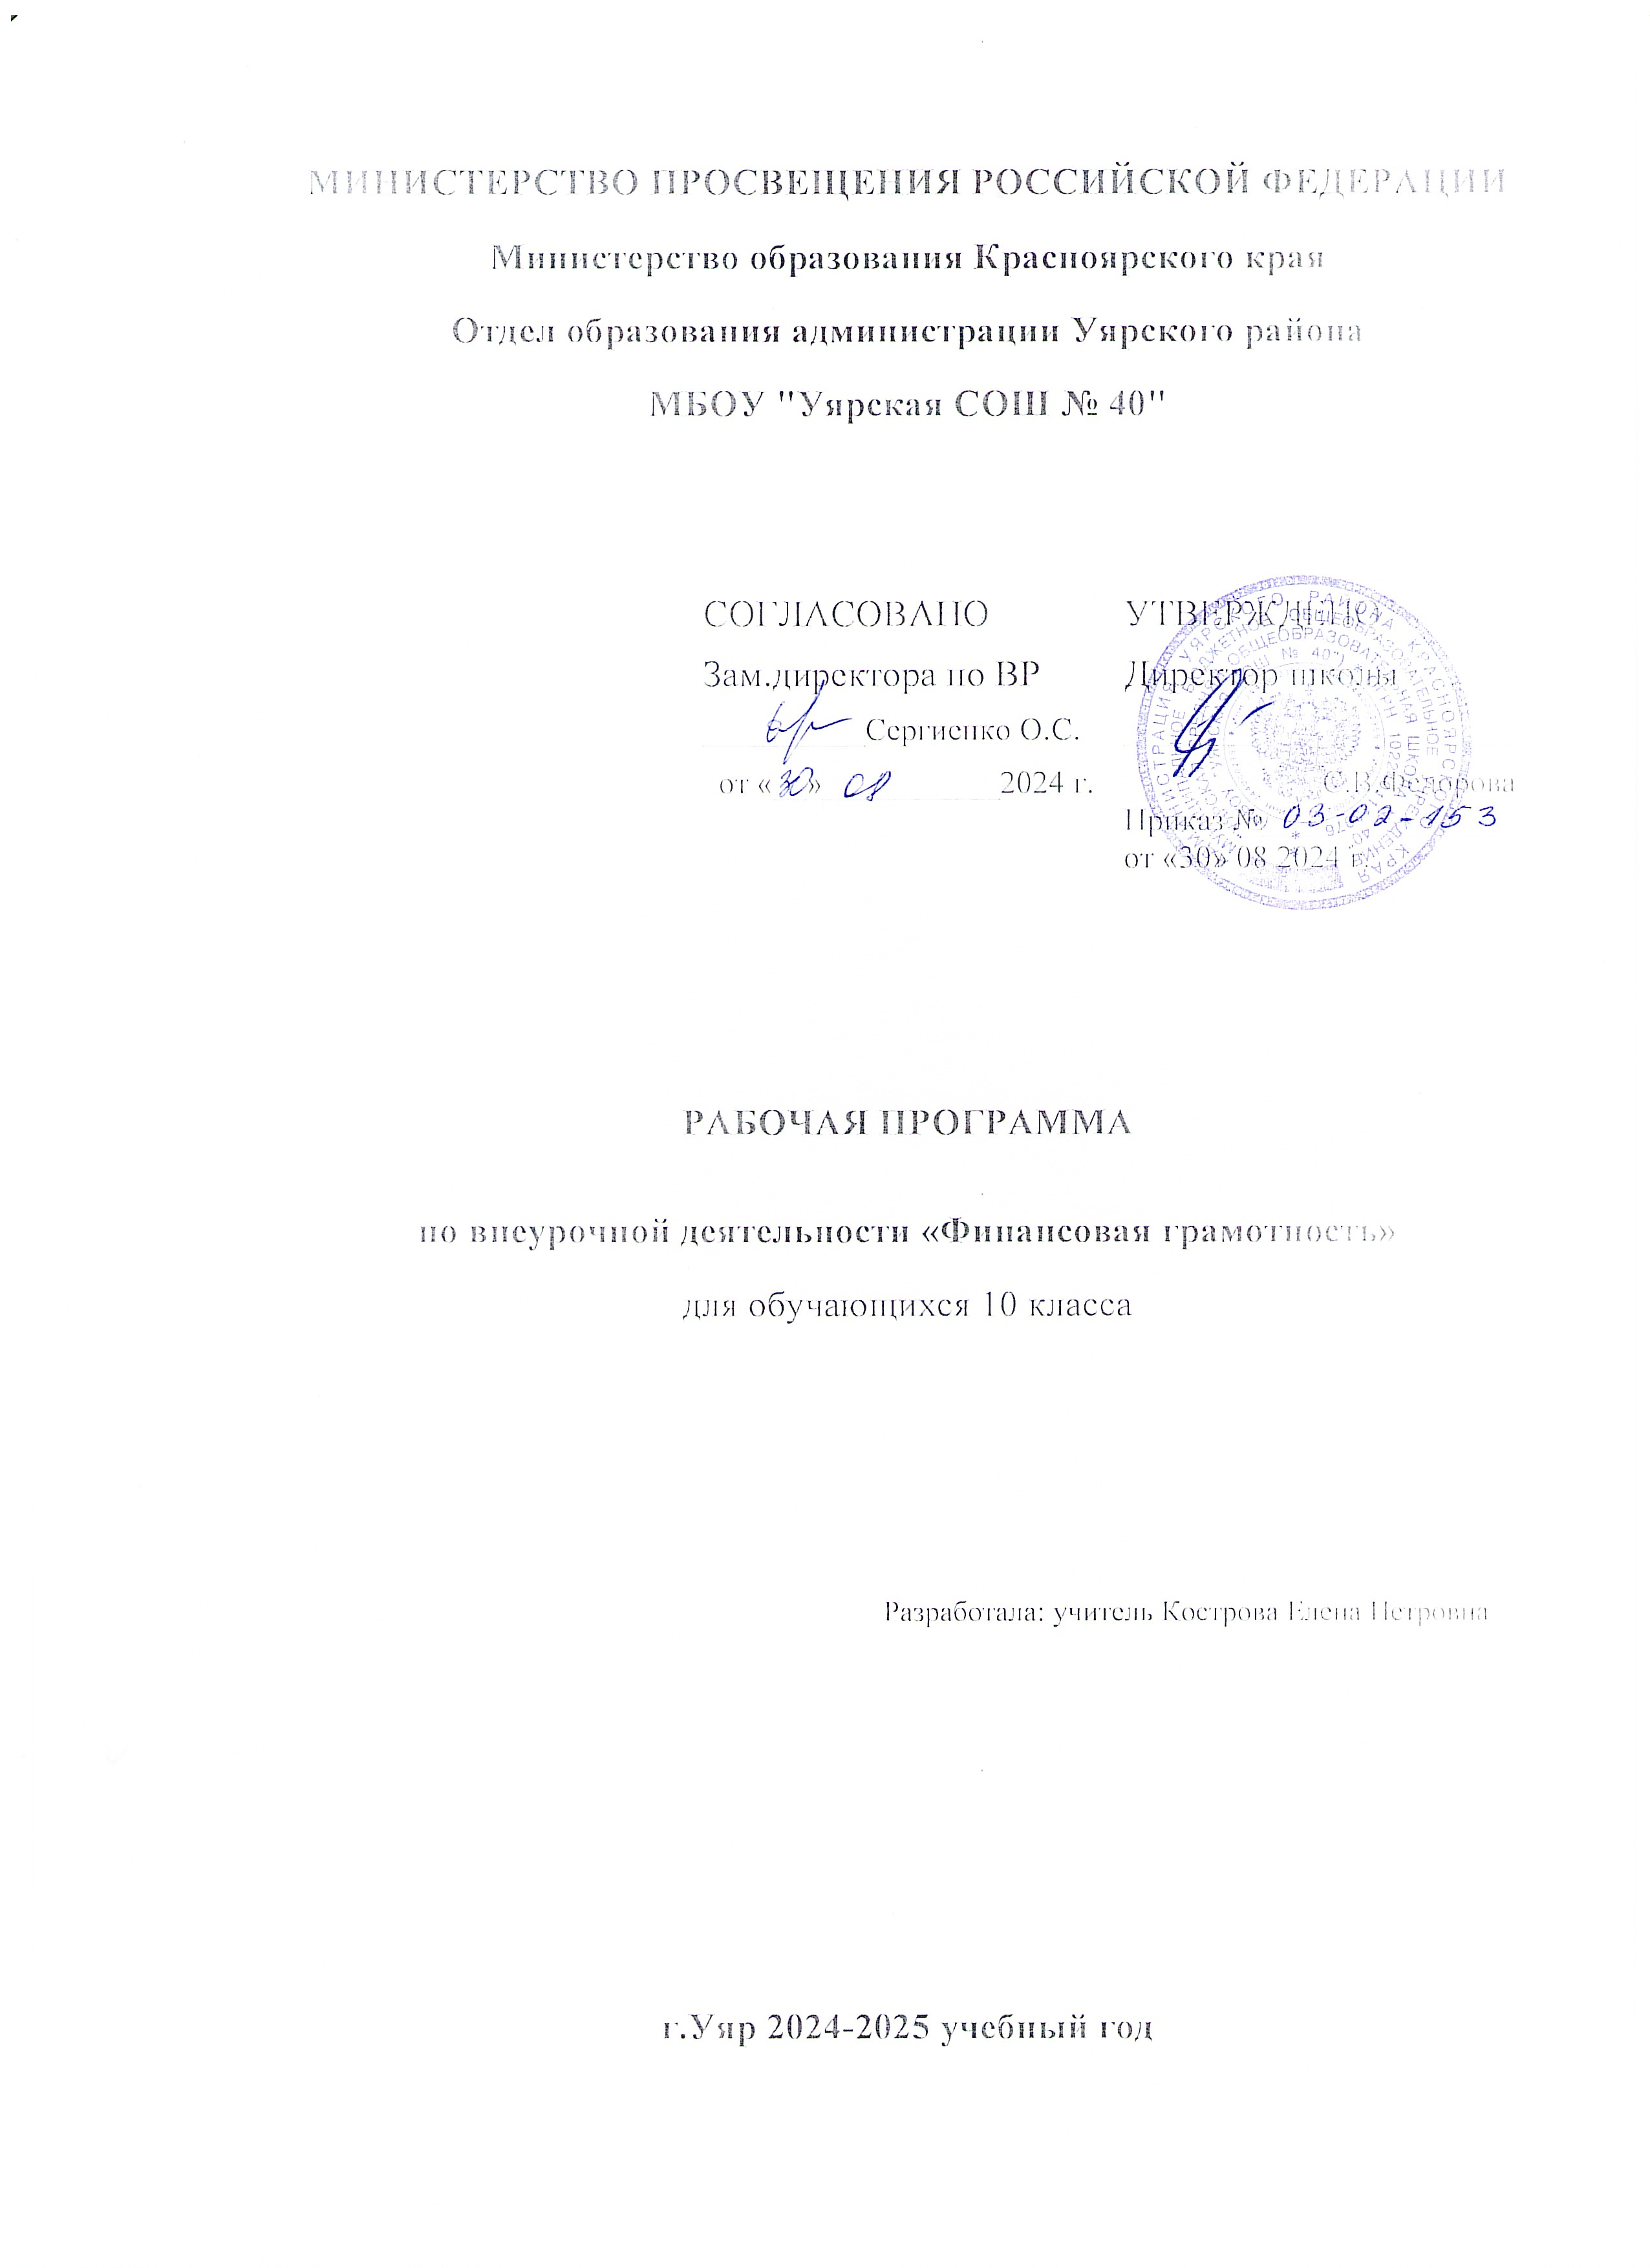 МИНИСТЕРСТВО ПРОСВЕЩЕНИЯ РОССИЙСКОЙ ФЕДЕРАЦИИ
Министерство образования Красноярского края
Отдел образования администрации Уярского района
МБОУ "Уярская СОШ № 40"
СОГЛАСОВАНО
Зам.директора по ВР
Сергиенко О.С.
от «30» 08 2024 г.
УТВЕРЖДЕНО
Директор школы
С.В.Федорова
Приказ № 03-02-153
от «30» 08 2024 г.
РАБОЧАЯ ПРОГРАММА
по внеурочной деятельности «Финансовая грамотность»
для обучающихся 10 класса
Разработала: учитель Кострова Елена Петровна
г.Уяр 2024-2025 учебный год